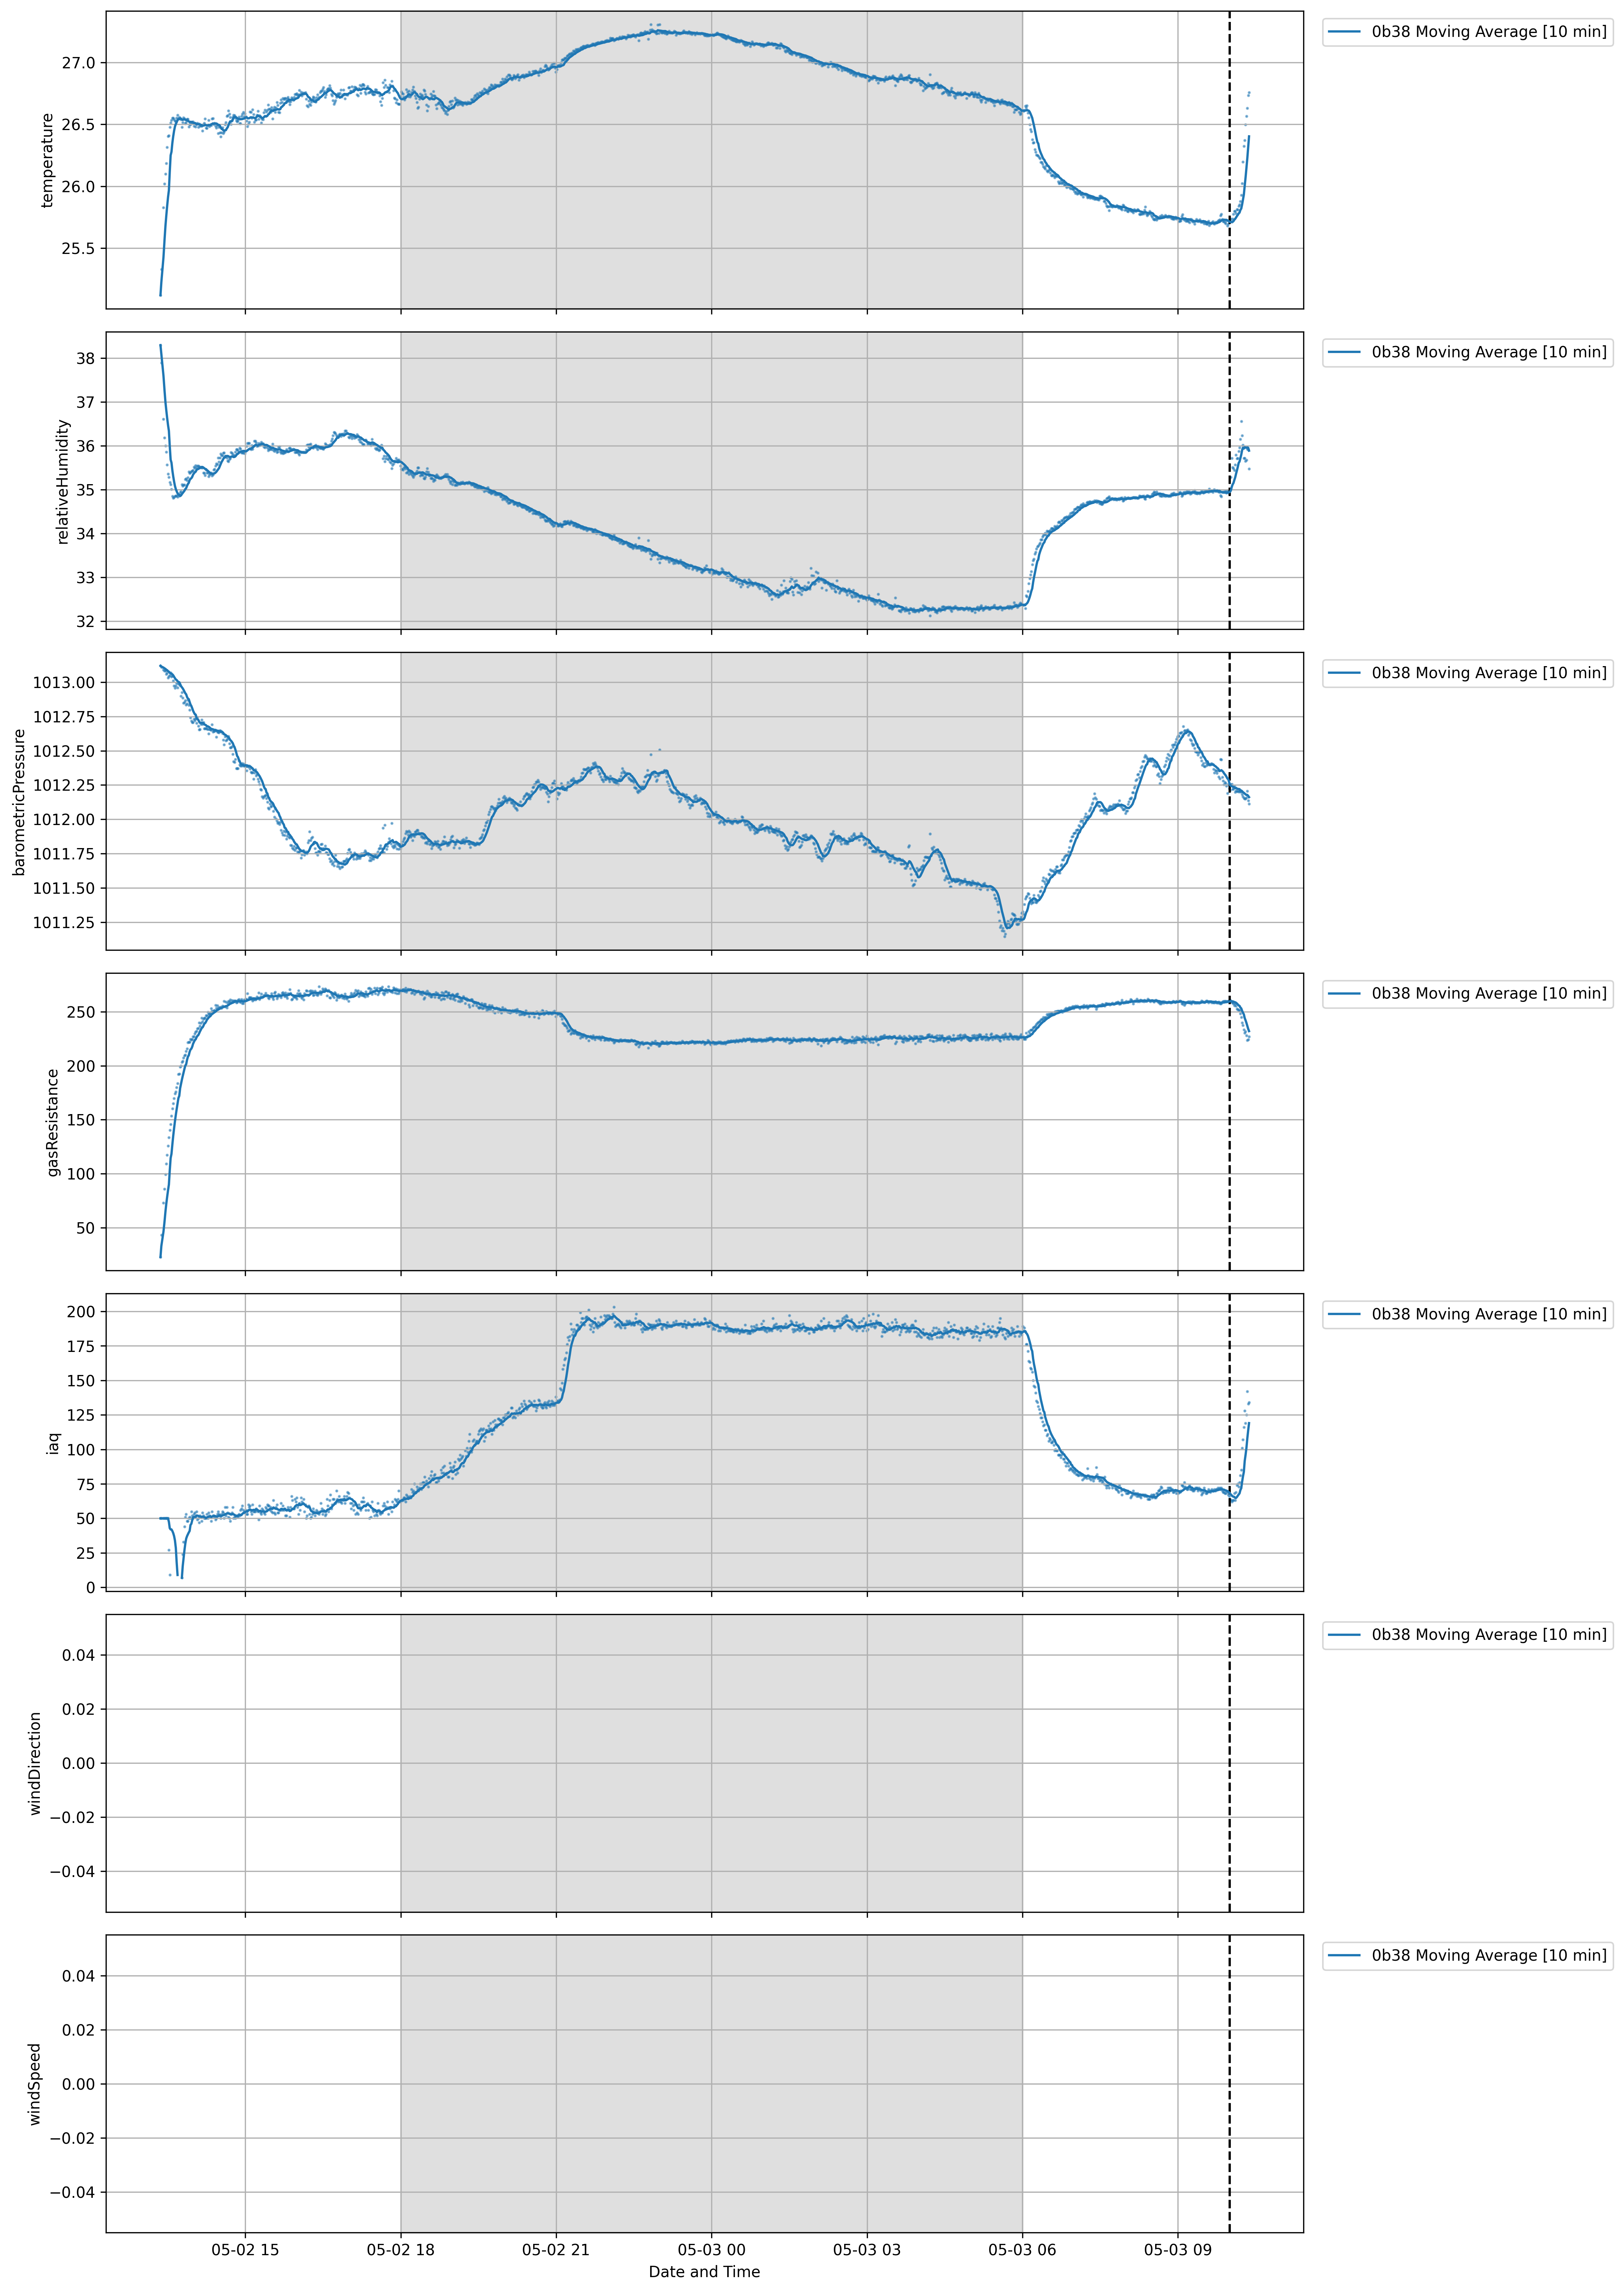 0b38 Moving Average [10 min]
temperature
27.0
26.5
26.0
25.5
0b38 Moving Average [10 min]
relativeHumidity
38
37
36
35
34
33
32
0b38 Moving Average [10 min]
barometricPressure
1013.00
1012.75
1012.50
1012.25
1012.00
1011.75
1011.50
1011.25
0b38 Moving Average [10 min]
gasResistance
250
200
150
100
50
0b38 Moving Average [10 min]
iaq
200
175
150
125
100
75
50
25
0
0b38 Moving Average [10 min]
windDirection
0.04
0.02
0.00
−0.02
−0.04
0b38 Moving Average [10 min]
windSpeed
0.04
0.02
0.00
−0.02
−0.04
05-02 15 05-02 18 05-02 21 05-03 00 05-03 03 05-03 06 05-03 09
Date and Time